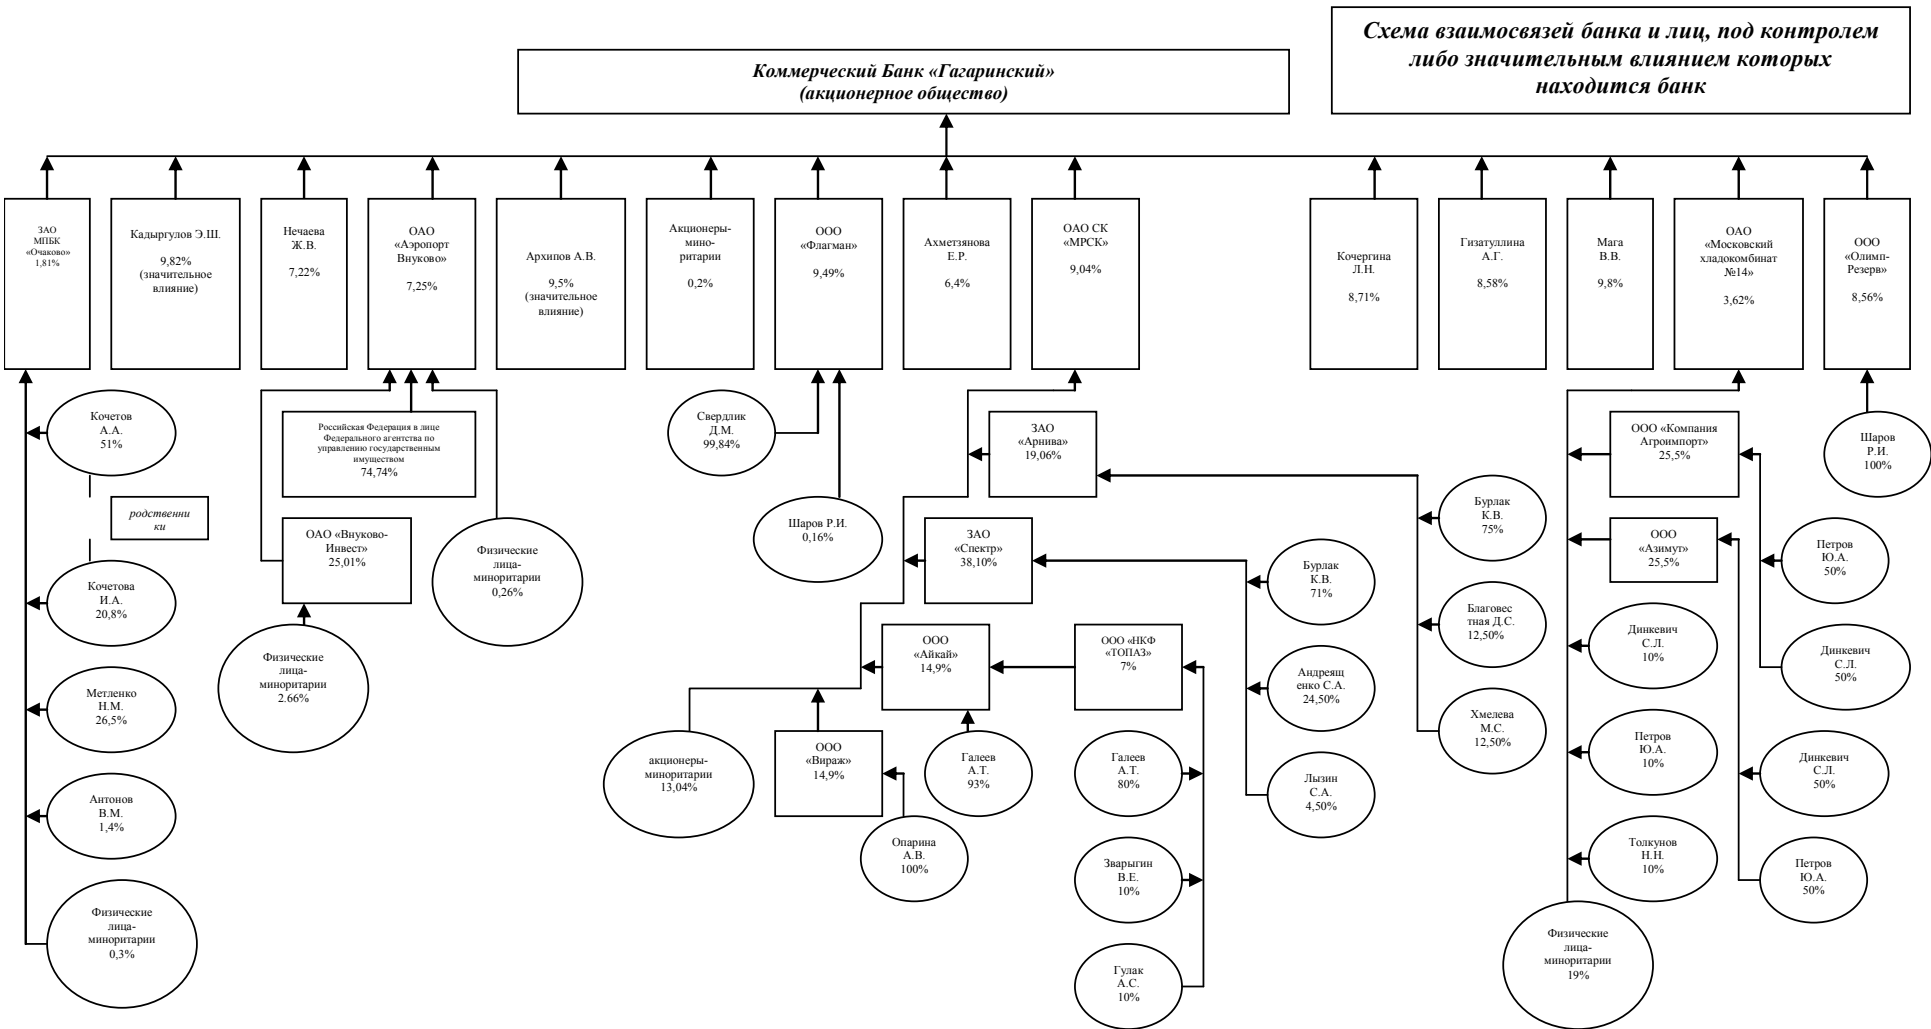 Схема взаимосвязей банка и лиц, под контролем
либо значительным влиянием которых
находится банк
Коммерческий Банк «Гагаринский»
(акционерное общество)
ЗАО
МПБК
«Очаково»
1,81%
Кадыргулов Э.Ш.
9,82%
(значительное
влияние)
Нечаева
Ж.В.
7,22%
ОАО
«Аэропорт
Внуково»
7,25%
Архипов А.В.
9,5%
(значительное
влияние)
Акционеры-
мино-
ритарии
0,2%
ООО
«Флагман»
9,49%
Ахметзянова
Е.Р.
6,4%
ОАО СК
«МРСК»
9,04%
Кочергина
Л.Н.
8,71%
Гизатуллина
А.Г.
8,58%
Мага
В.В.
9,8%
ОАО
«Московский
хладокомбинат
№14»
3,62%
ООО
«Олимп-
Резерв»
8,56%
Кочетов
А.А.
51%
родственни
ки
Кочетова
И.А.
20,8%
Метленко
Н.М.
26,5%
Антонов
В.М.
1,4%
Физические
лица-
миноритарии
0,3%
Российская Федерация в лице
Федерального агентства по
управлению государственным
имуществом
74,74%
ОАО «Внуково-
Инвест»
25,01%
Физические
лица-
миноритарии
2.66%
Физические
лица-
миноритарии
0,26%
Свердлик
Д.М.
99,84%
Шаров Р.И.
0,16%
ЗАО
«Арнива»
19,06%
ЗАО
«Спектр»
38,10%
ООО
«Айкай»
14,9%
ООО «НКФ
«ТОПАЗ»
7%
акционеры-
миноритарии
13,04%
ООО
«Вираж»
14,9%
Опарина
А.В.
100%
Галеев
А.Т.
93%
Галеев
А.Т.
80%
Зварыгин
В.Е.
10%
Гулак
А.С.
10%
Бурлак
К.В.
71%
Андреящ
енко С.А.
24,50%
Лызин
С.А.
4,50%
Бурлак
К.В.
75%
Благовес
тная Д.С.
12,50%
Хмелева
М.С.
12,50%
ООО «Компания
Агроимпорт»
25,5%
ООО
«Азимут»
25,5%
Динкевич
С.Л.
10%
Петров
Ю.А.
10%
Толкунов
Н.Н.
10%
Физические
лица-
миноритарии
19%
Петров
Ю.А.
50%
Динкевич
С.Л.
50%
Динкевич
С.Л.
50%
Петров
Ю.А.
50%
Шаров
Р.И.
100%